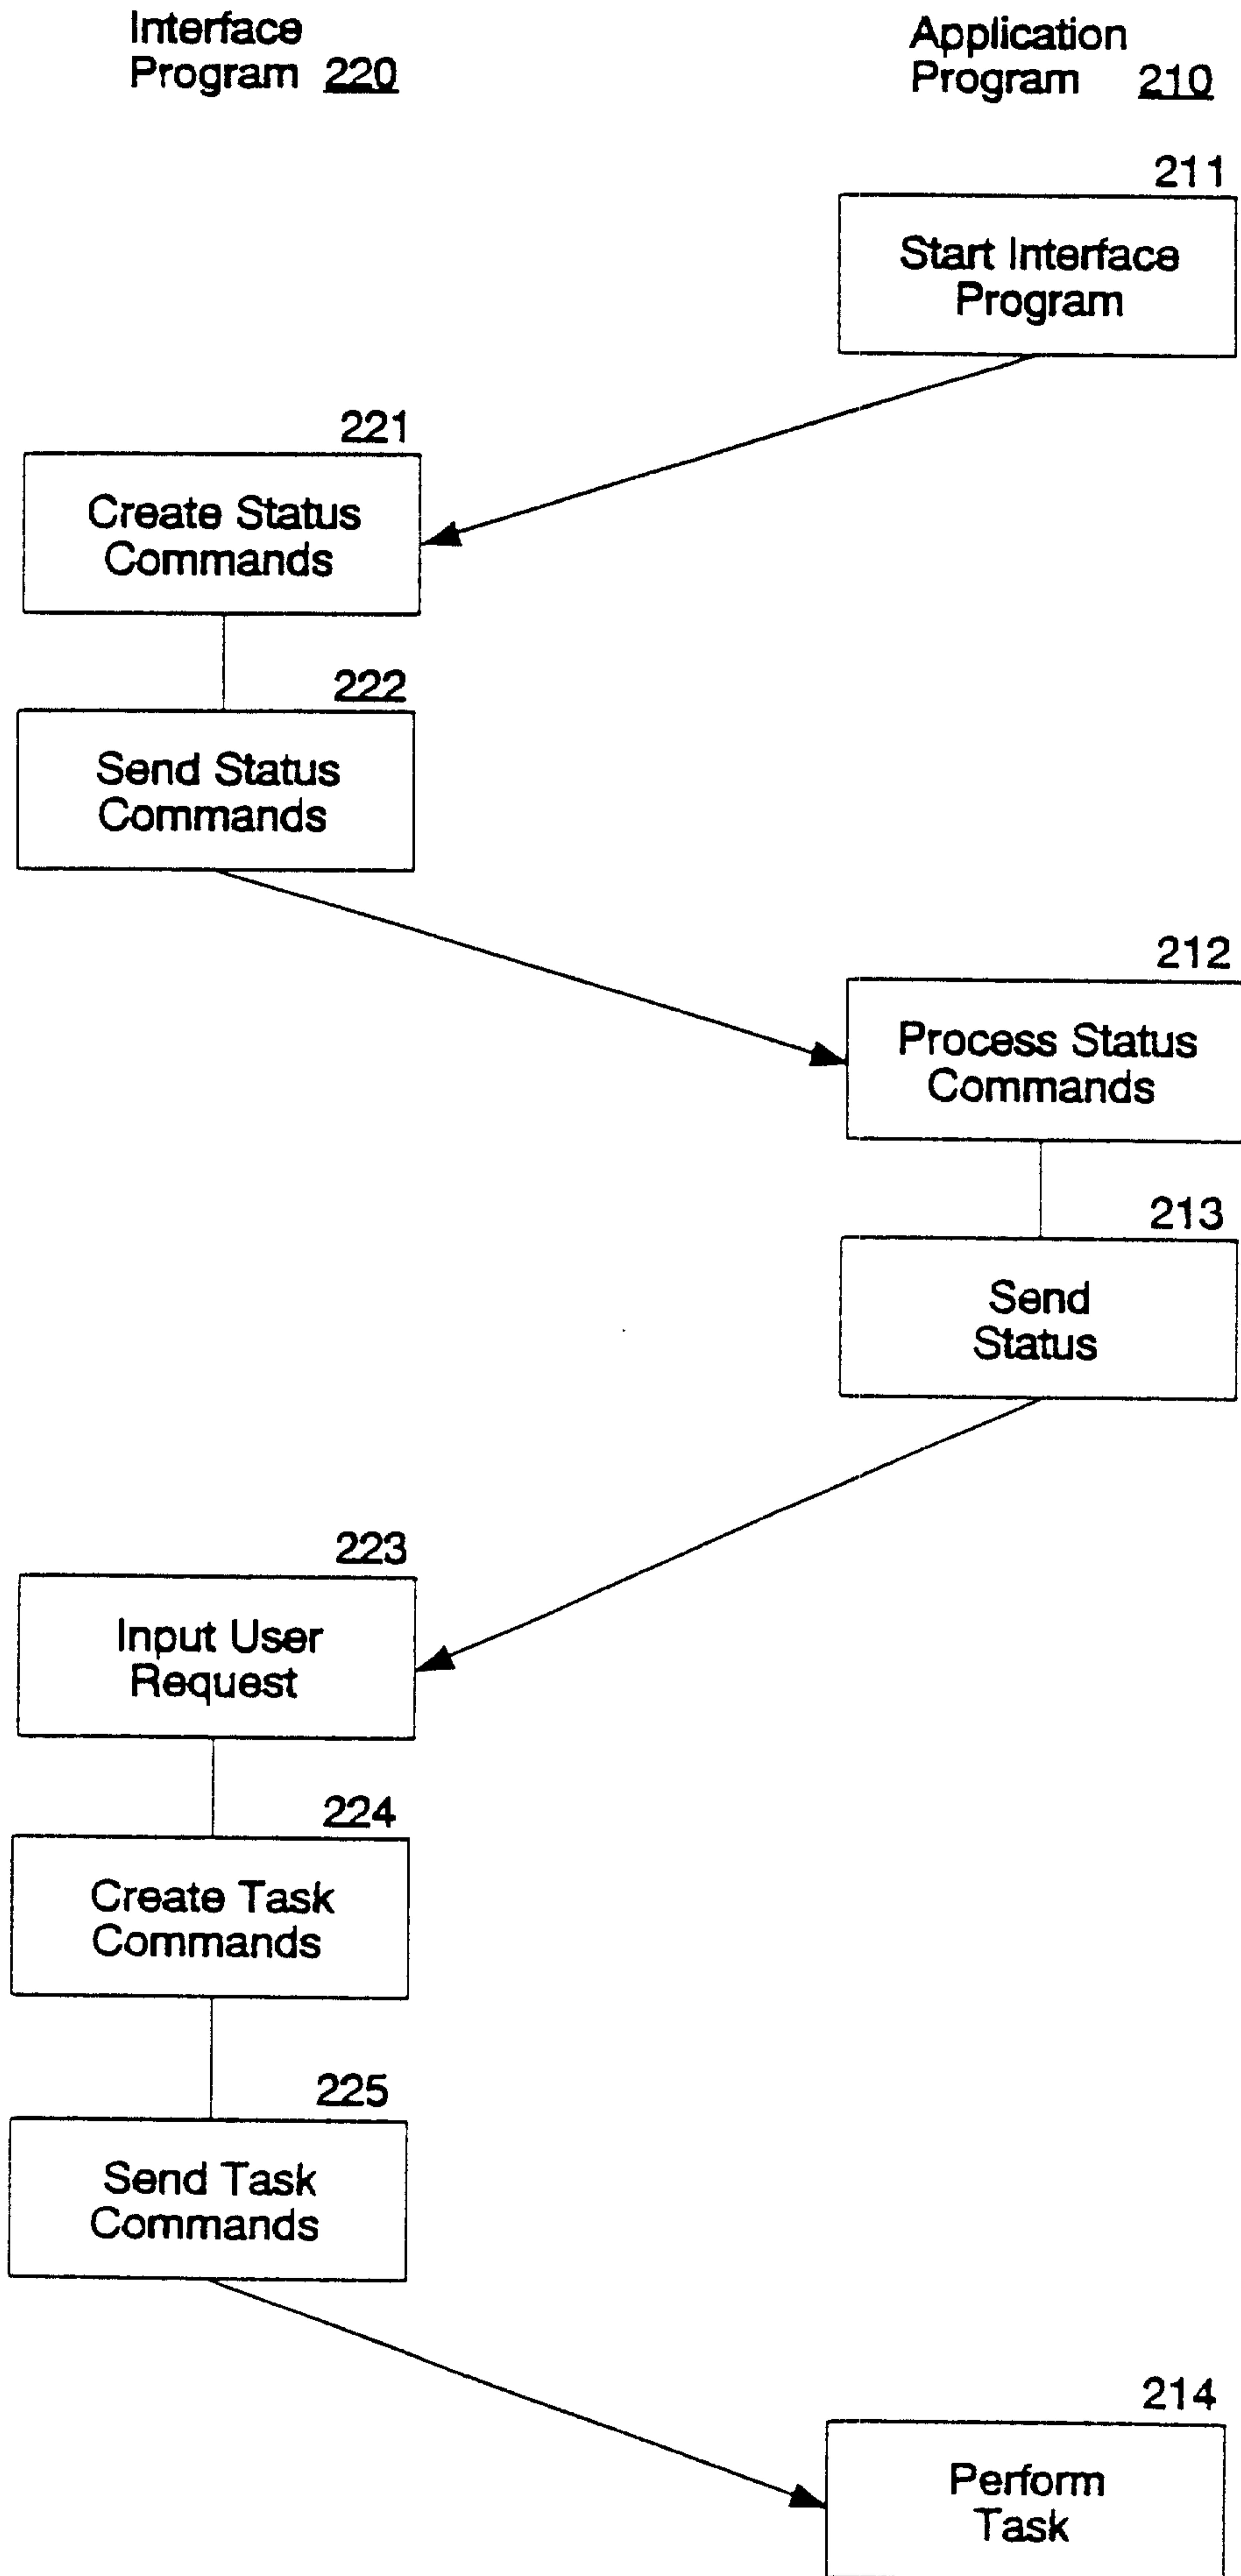 Interface
Program 220
Application
Program 210
211
Start Interface
Program
221
Create Status
Commands
222
Send Status
Commands
212
Process Status
Commands
213
Send
Status
223
Input User
Request
224
Create Task
Commands
225
Send Task
Commands
214
Perform
Task